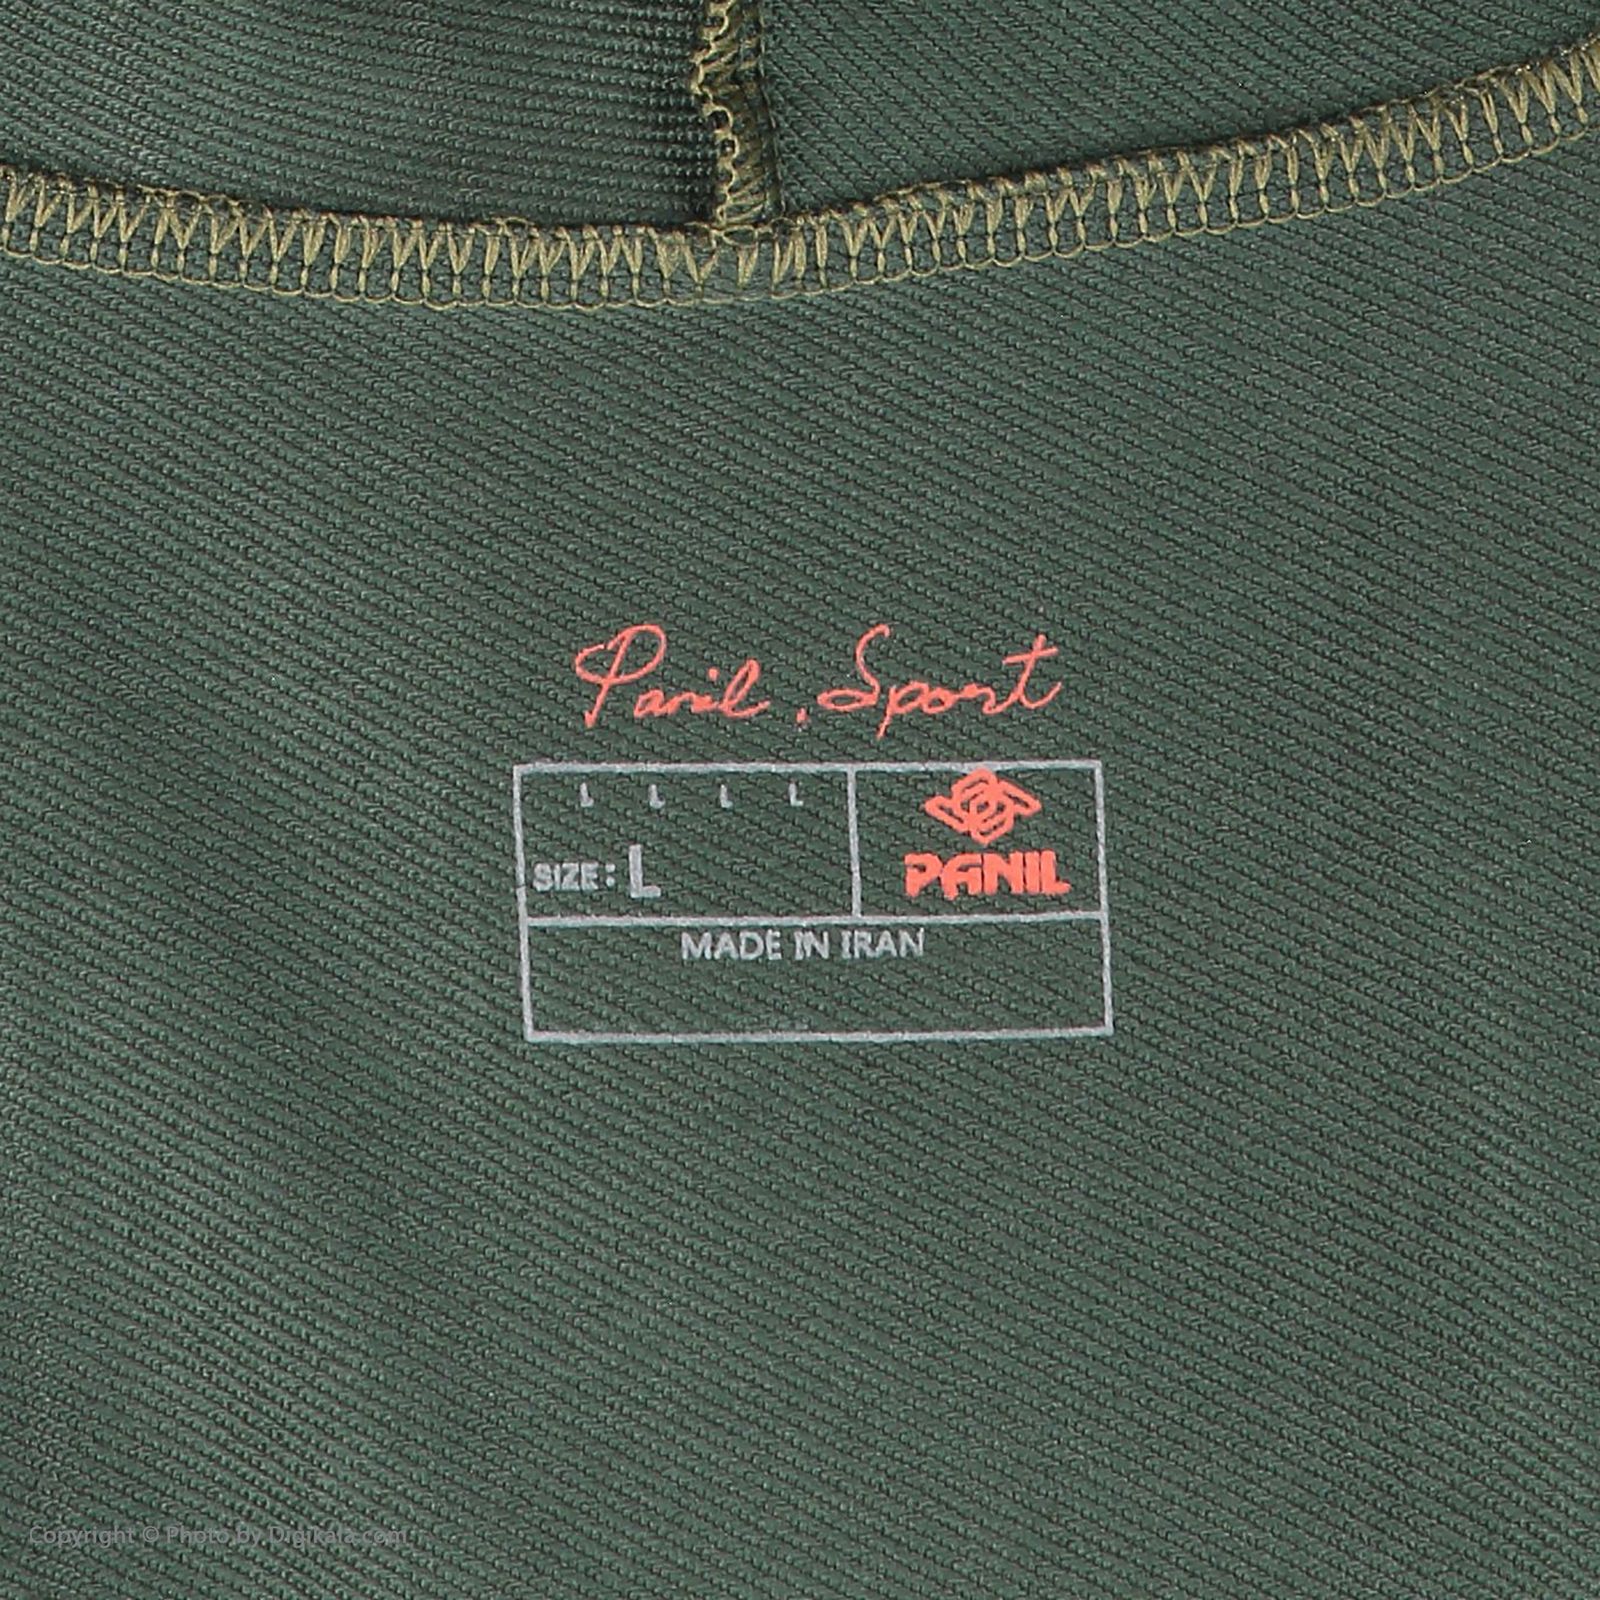 Panil . Sport
L L L L
SIZE: L
PANIL
MADE IN IRAN
Copyright © Photo by Digikala.com